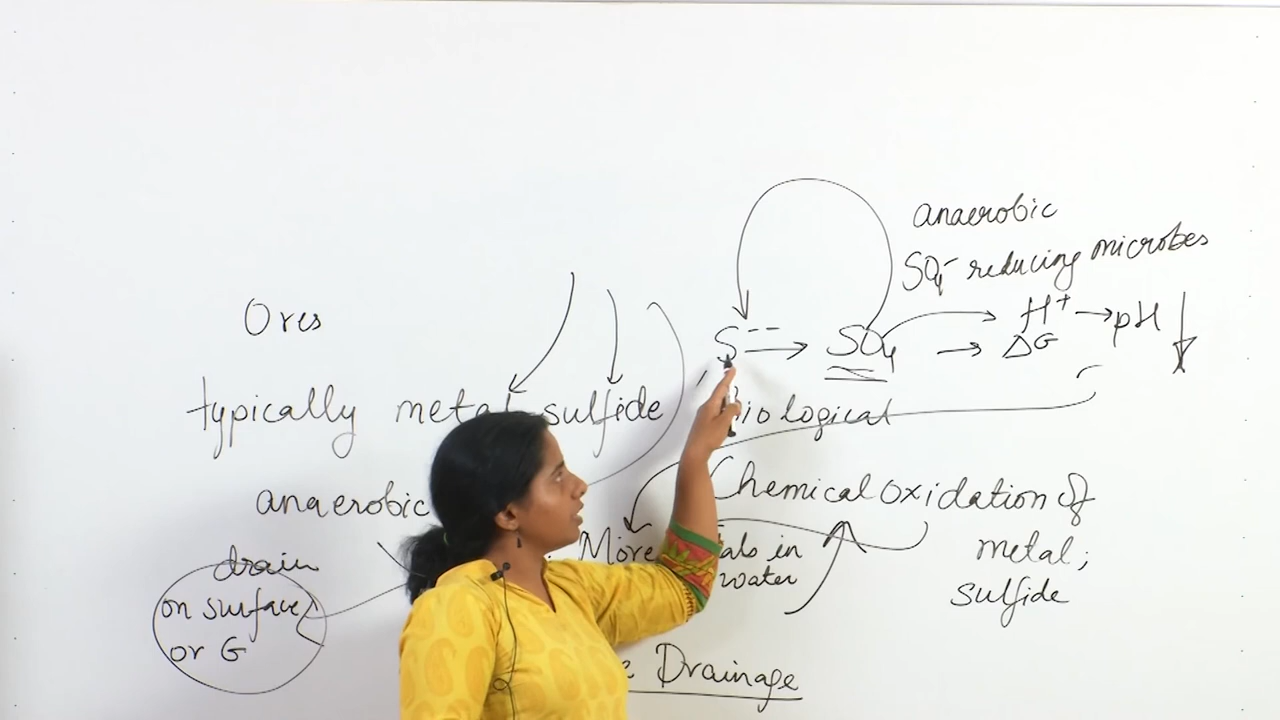 anaerobic
SO4-- reducing microbes
Ores
S-- → SO4 → H+ → pH ↓
→ ΔG
typically metal sulfide
Biological
anaerobic
Chemical oxidation of
metal;
sulfide
drain
on surface
or G
More
in
water
Drainage